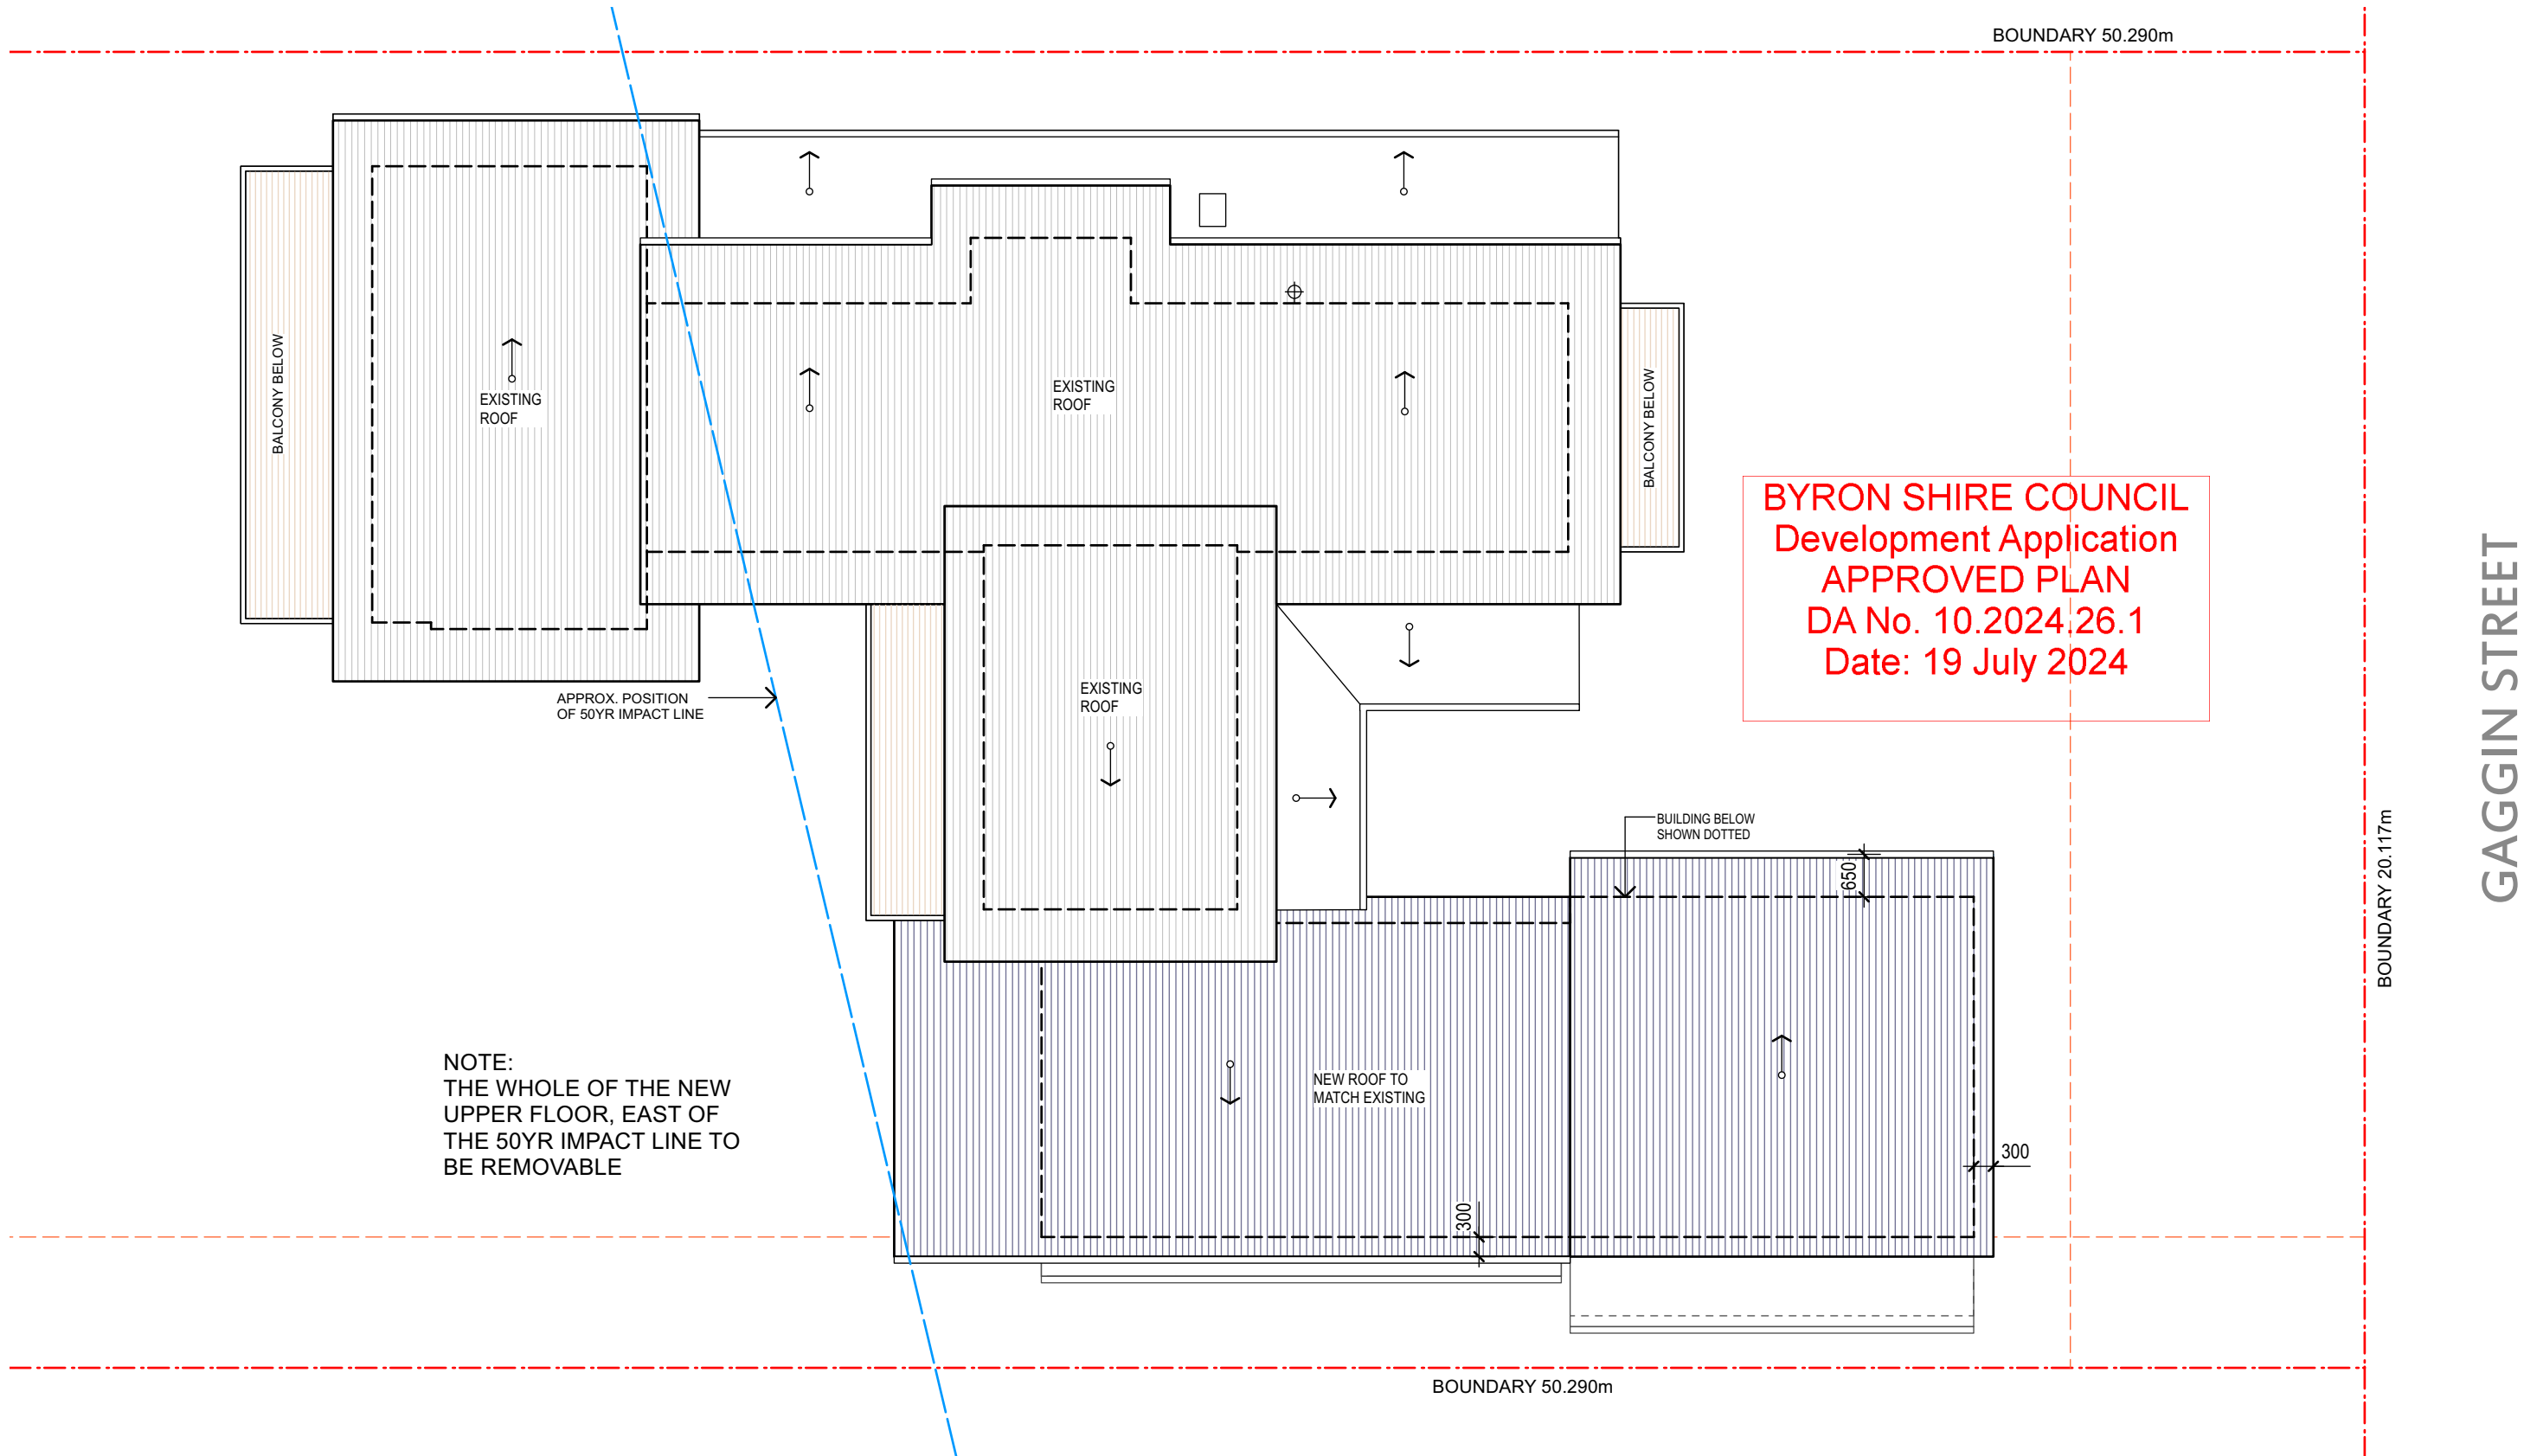 BOUNDARY 50.290m
BALCONY BELOW
EXISTING
ROOF
EXISTING
ROOF
BALCONY BELOW
BYRON SHIRE COUNCIL
Development Application
APPROVED PLAN
DA No. 10.2024.26.1
Date: 19 July 2024
GAGGIN STREET
APPROX. POSITION
OF 50YR IMPACT LINE
EXISTING
ROOF
BUILDING BELOW
SHOWN DOTTED
650
BOUNDARY 20.117m
NOTE:
THE WHOLE OF THE NEW
UPPER FLOOR, EAST OF
THE 50YR IMPACT LINE TO
BE REMOVABLE
NEW ROOF TO
MATCH EXISTING
300
300
BOUNDARY 50.290m